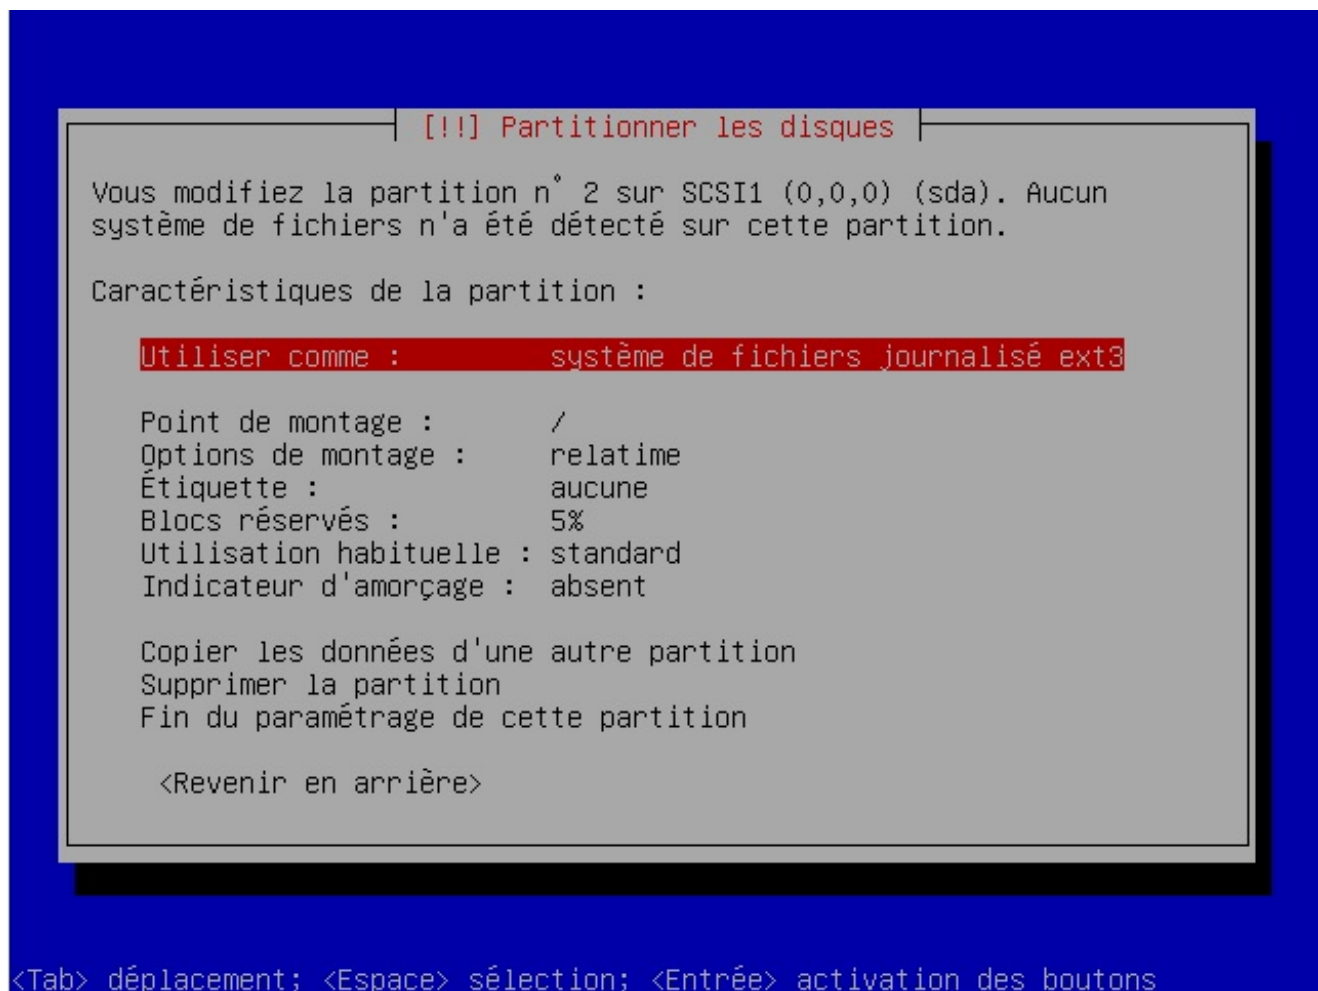 [!!] Partitionner les disques
Vous modifiez la partition n° 2 sur SCSI1 (0,0,0) (sda). Aucun
système de fichiers n'a été détecté sur cette partition.
Caractéristiques de la partition :
Utiliser comme : système de fichiers journalisé ext3
Point de montage : /
Options de montage : relatime
Étiquette : aucune
Blocs réservés : 5%
Utilisation habituelle : standard
Indicateur d'amorçage : absent
Copier les données d'une autre partition
Supprimer la partition
Fin du paramétrage de cette partition
<Revenir en arrière>
<Tab> déplacement; <Espace> sélection; <Entrée> activation des boutons